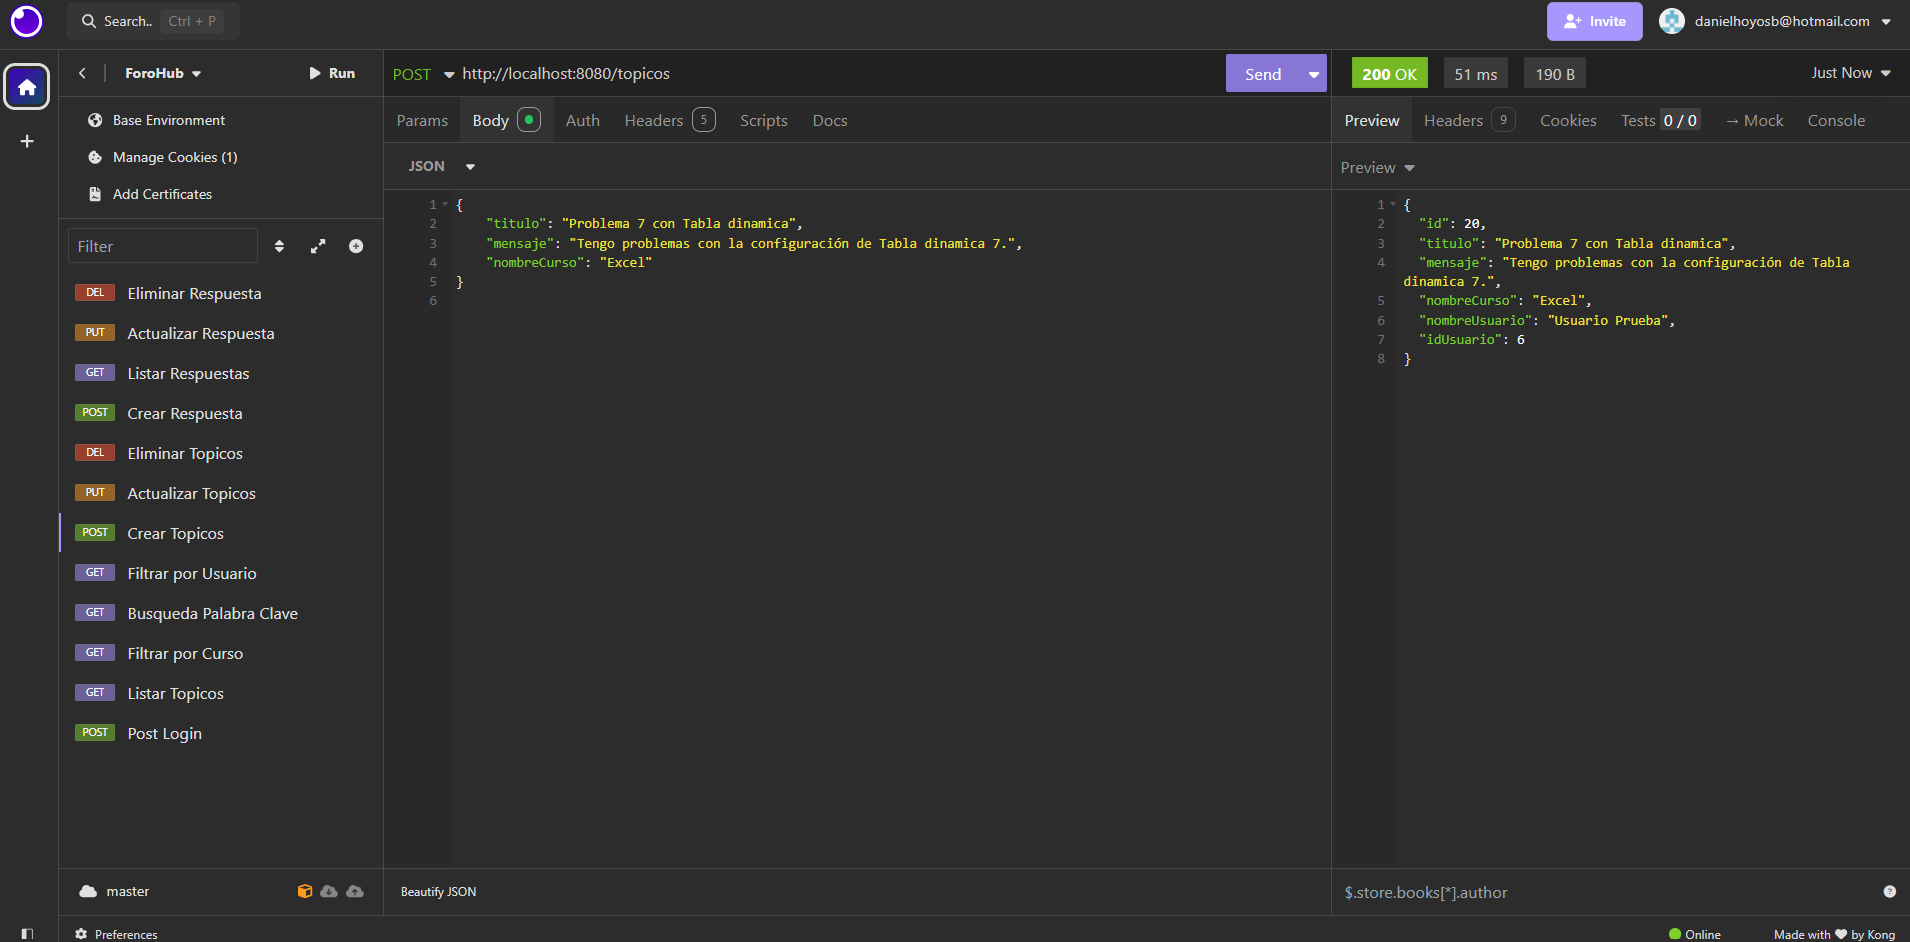 Search.. Ctrl + P
Invite
danielhoyosb@hotmail.com
ForoHub
Run
Base Environment
Manage Cookies (1)
Add Certificates
Filter
DEL Eliminar Respuesta
PUT Actualizar Respuesta
GET Listar Respuestas
POST Crear Respuesta
DEL Eliminar Topicos
PUT Actualizar Topicos
POST Crear Topicos
GET Filtrar por Usuario
GET Busqueda Palabra Clave
GET Filtrar por Curso
GET Listar Topicos
POST Post Login
master
Preferences
POST http://localhost:8080/topicos
Send
Params Body Auth Headers 5 Scripts Docs
JSON
1 {
2 "titulo": "Problema 7 con Tabla dinamica",
3 "mensaje": "Tengo problemas con la configuración de Tabla dinamica 7.",
4 "nombreCurso": "Excel"
5 }
6
Beautify JSON
200 OK 51 ms 190 B
Just Now
Preview Headers 9 Cookies Tests 0 / 0 → Mock Console
Preview
1 {
2 "id": 20,
3 "titulo": "Problema 7 con Tabla dinamica",
4 "mensaje": "Tengo problemas con la configuración de Tabla
dinamica 7.",
5 "nombreCurso": "Excel",
6 "nombreUsuario": "Usuario Prueba",
7 "idUsuario": 6
8 }
$.store.books[*].author
Online
Made with ♥ by Kong